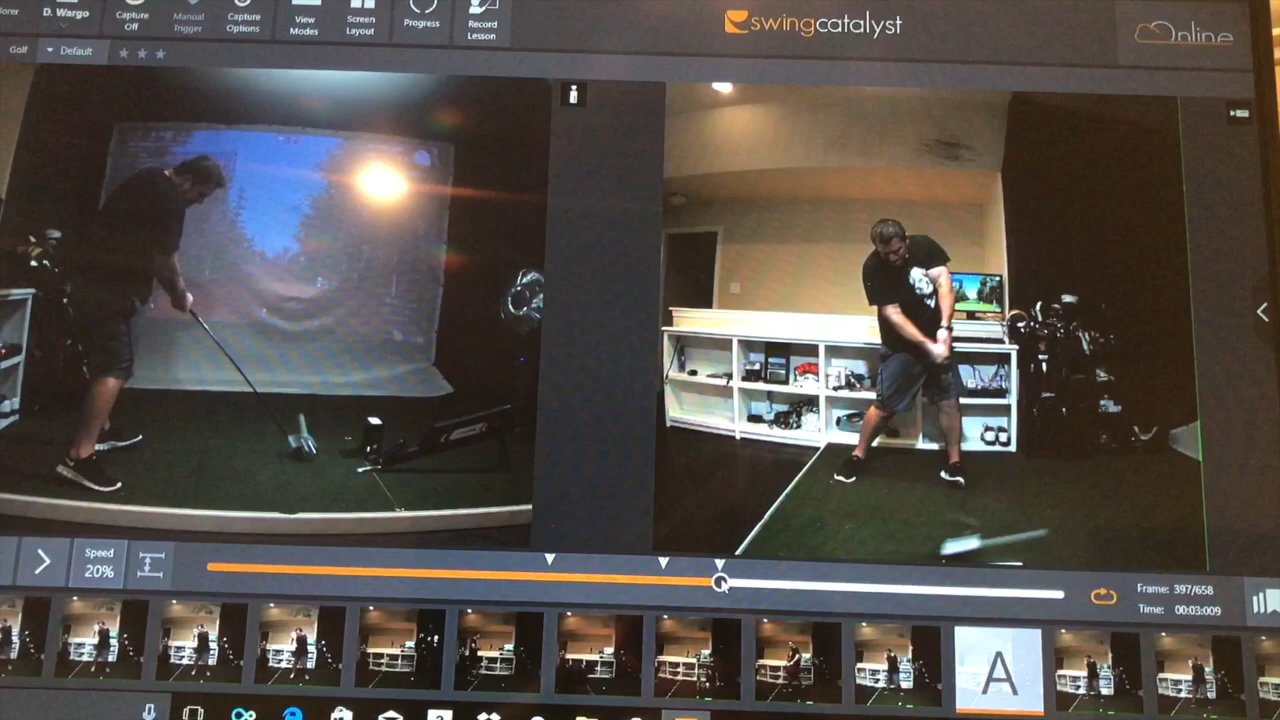 D. Wargo
Capture
Off
Manual
Trigger
Capture
Options
View
Modes
Screen
Layout
Progress
Record
Lesson
swingcatalyst
Online
Golf
Default
Speed
20%
Frame: 397/658
Time: 00:03:009
A